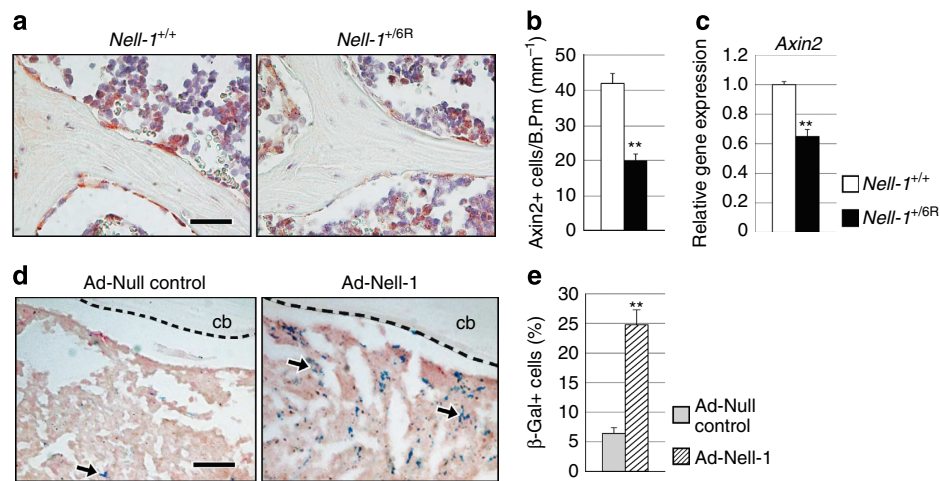 a
Nell-1+/+
Nell-1+/6R
b
Axin2+ cells/B.Pm (mm−1)
50
40
30
20
10
0
**
c
Axin2
Relative gene expression
1.2
1.0
0.8
0.6
0.4
0.2
0
**
Nell-1+/+
Nell-1+/6R
d
Ad-Null control
cb
Ad-Nell-1
cb
e
β-Gal+ cells (%)
30
25
20
15
10
5
0
**
Ad-Null
control
Ad-Nell-1